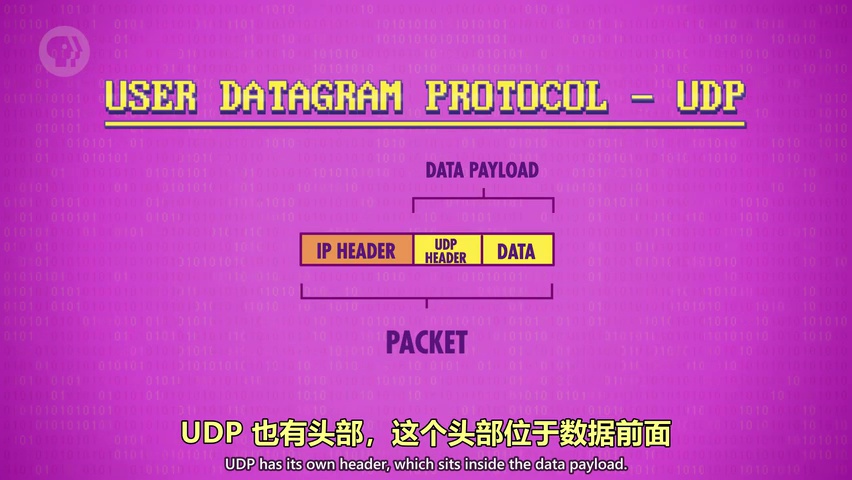 USER DATAGRAM PROTOCOL - UDP
DATA PAYLOAD
IP HEADER
UDP
HEADER
DATA
PACKET
UDP 也有头部，这个头部位于数据前面
UDP has its own header, which sits inside the data payload.